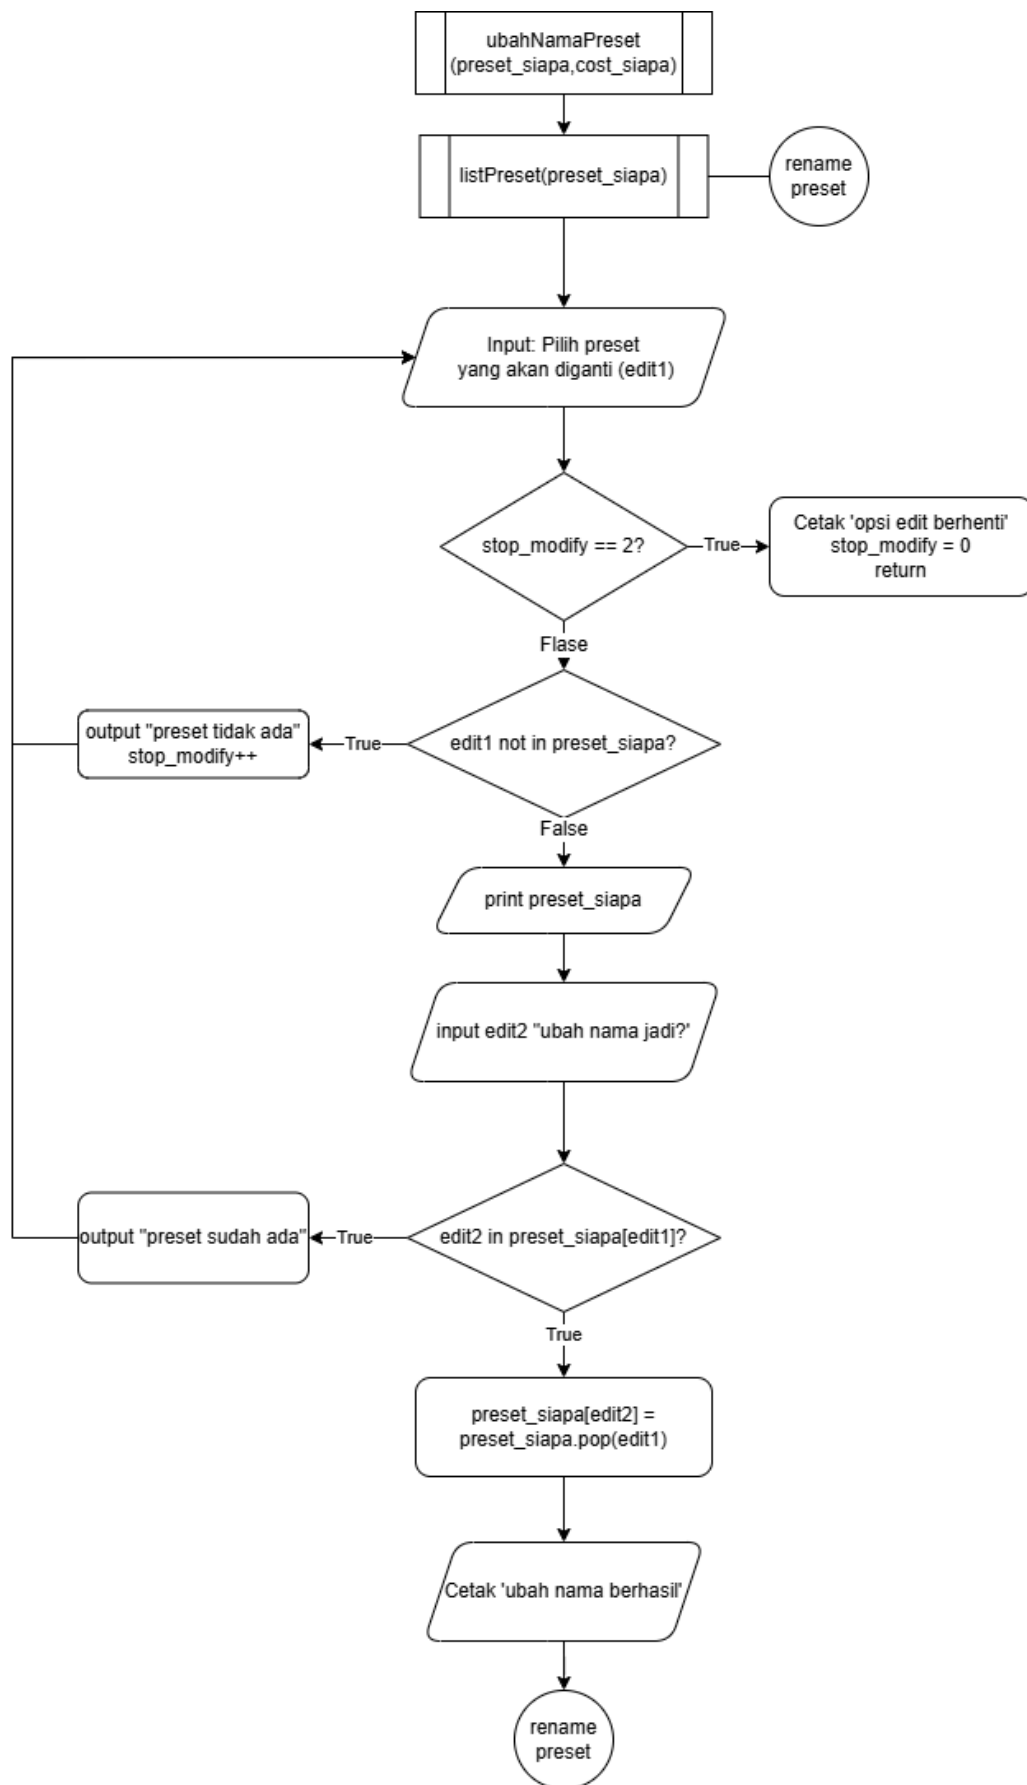 ubahNamaPreset
(preset_siapa,cost_siapa)
listPreset(preset_siapa)
rename
preset
Input: Pilih preset
yang akan diganti (edit1)
stop_modify == 2?
True
Cetak 'opsi edit berhenti'
stop_modify = 0
return
Flase
output "preset tidak ada"
stop_modify++
True
edit1 not in preset_siapa?
False
print preset_siapa
input edit2 "ubah nama jadi?'
output "preset sudah ada"
True
edit2 in preset_siapa[edit1]?
True
preset_siapa[edit2] =
preset_siapa.pop(edit1)
Cetak 'ubah nama berhasil'
rename
preset